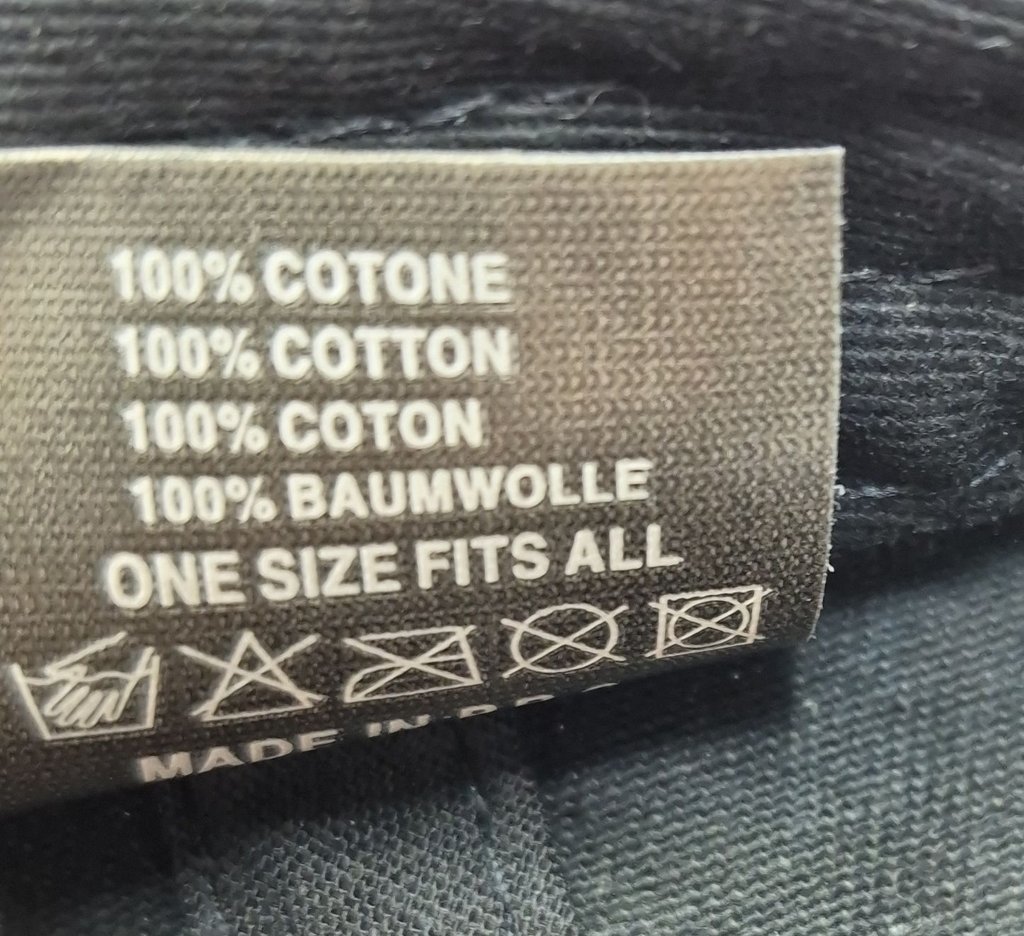 100% COTONE
100% COTTON
100% COTON
100% BAUMWOLLE
ONE SIZE FITS ALL
MADE IN